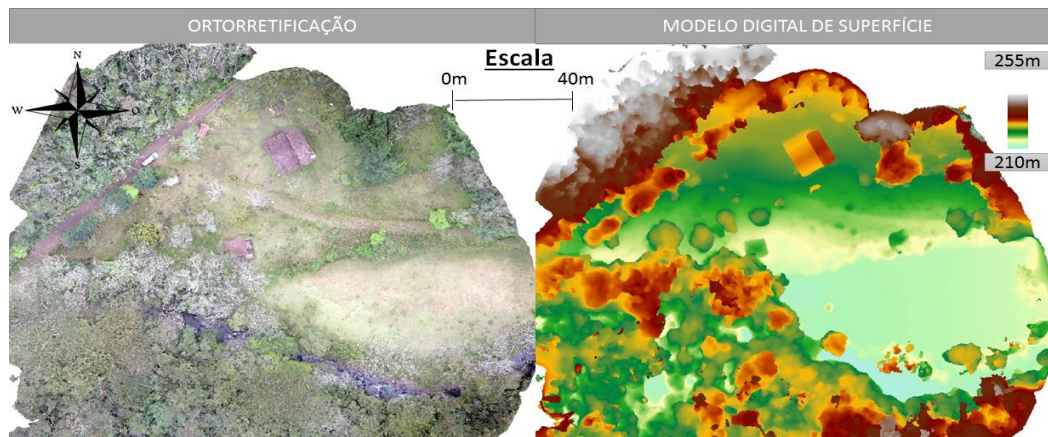 ORTORRETIFICAÇÃO
MODELO DIGITAL DE SUPERFÍCIE
Escala
0m 40m
255m
210m
N
W O
S